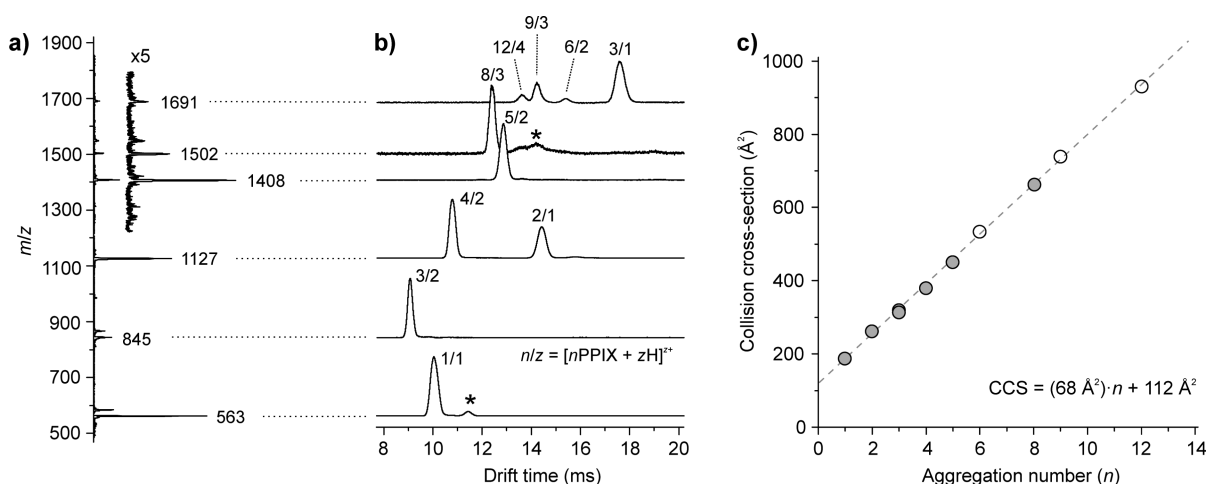 a)
x5
1900
1700
1500
1300
1100
900
700
500
m/z
1691
1502
1408
1127
845
563
b)
12/4
9/3
6/2
3/1
8/3
5/2
*
4/2
2/1
3/2
n/z = [nPPIX + zH]ᶻ⁺
1/1
*
8 10 12 14 16 18 20
Drift time (ms)
c)
1000
800
600
400
200
0
Collision cross-section (Å²)
CCS = (68 Å²)·n + 112 Å²
0 2 4 6 8 10 12 14
Aggregation number (n)